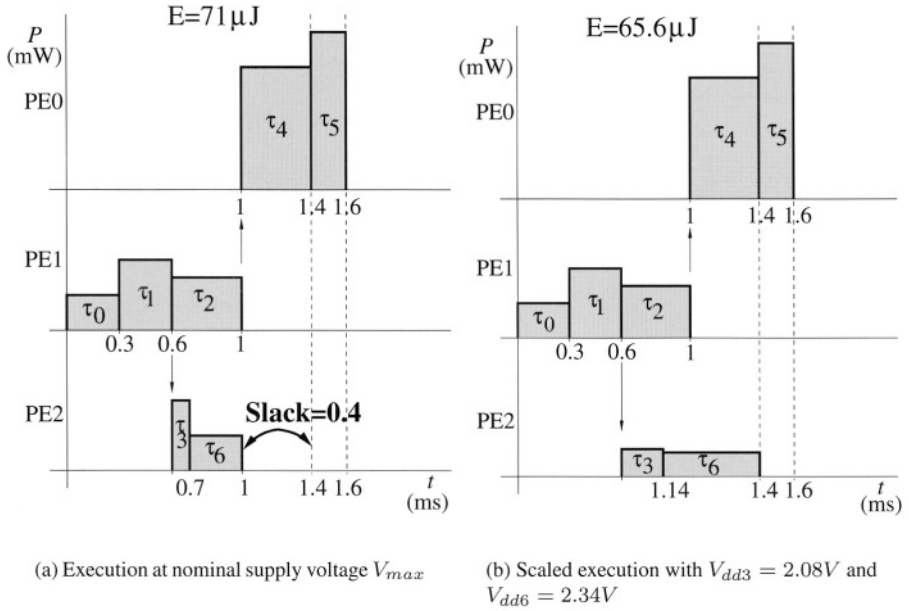 E=71μJ
P
(mW)
PE0
τ4
τ5
1
1.4
1.6
PE1
τ0
τ1
τ2
0.3
0.6
1
PE2
τ3
τ6
Slack=0.4
0.7
1
1.4
1.6
t
(ms)
(a) Execution at nominal supply voltage Vmax
E=65.6μJ
P
(mW)
PE0
τ4
τ5
1
1.4
1.6
PE1
τ0
τ1
τ2
0.3
0.6
1
PE2
τ3
τ6
1.14
1.4
1.6
t
(ms)
(b) Scaled execution with Vdd3 = 2.08V and
Vdd6 = 2.34V